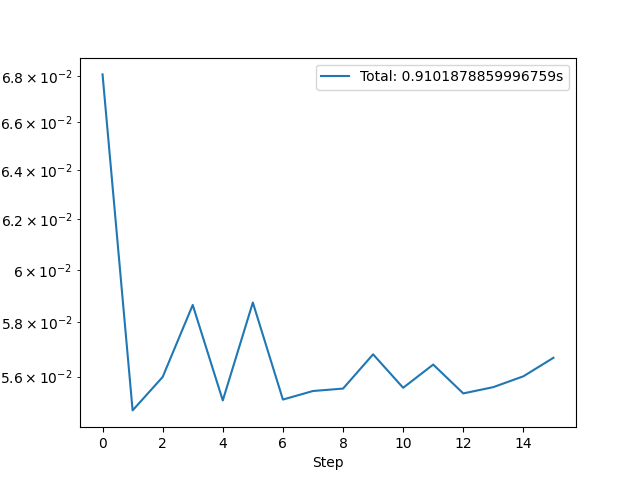 Total: 0.9101878859996759s
6.8 × 10⁻²
6.6 × 10⁻²
6.4 × 10⁻²
6.2 × 10⁻²
6 × 10⁻²
5.8 × 10⁻²
5.6 × 10⁻²
0 2 4 6 8 10 12 14
Step